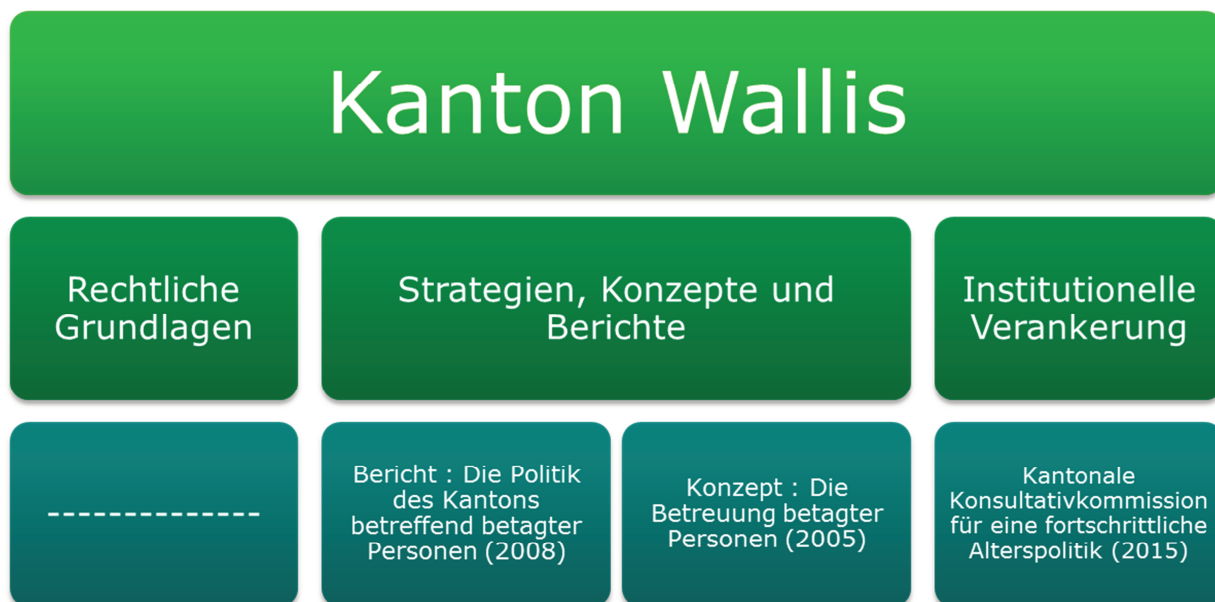 Kanton Wallis
Rechtliche
Grundlagen
Strategien, Konzepte und
Berichte
Institutionelle
Verankerung
--------------
Bericht : Die Politik
des Kantons
betreffend betagter
Personen (2008)
Konzept : Die
Betreuung betagter
Personen (2005)
Kantonale
Konsultativkommission
für eine fortschrittliche
Alterspolitik (2015)